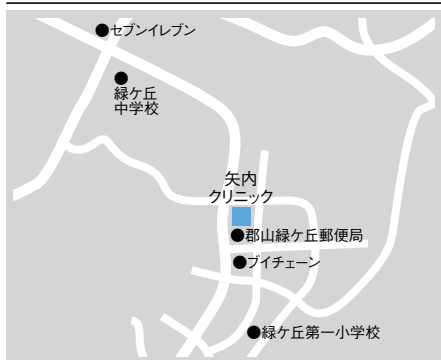 ●セブンイレブン
●
緑ケ丘
中学校
矢内
クリニック
●郡山緑ケ丘郵便局
●ブイチェーン
●緑ケ丘第一小学校